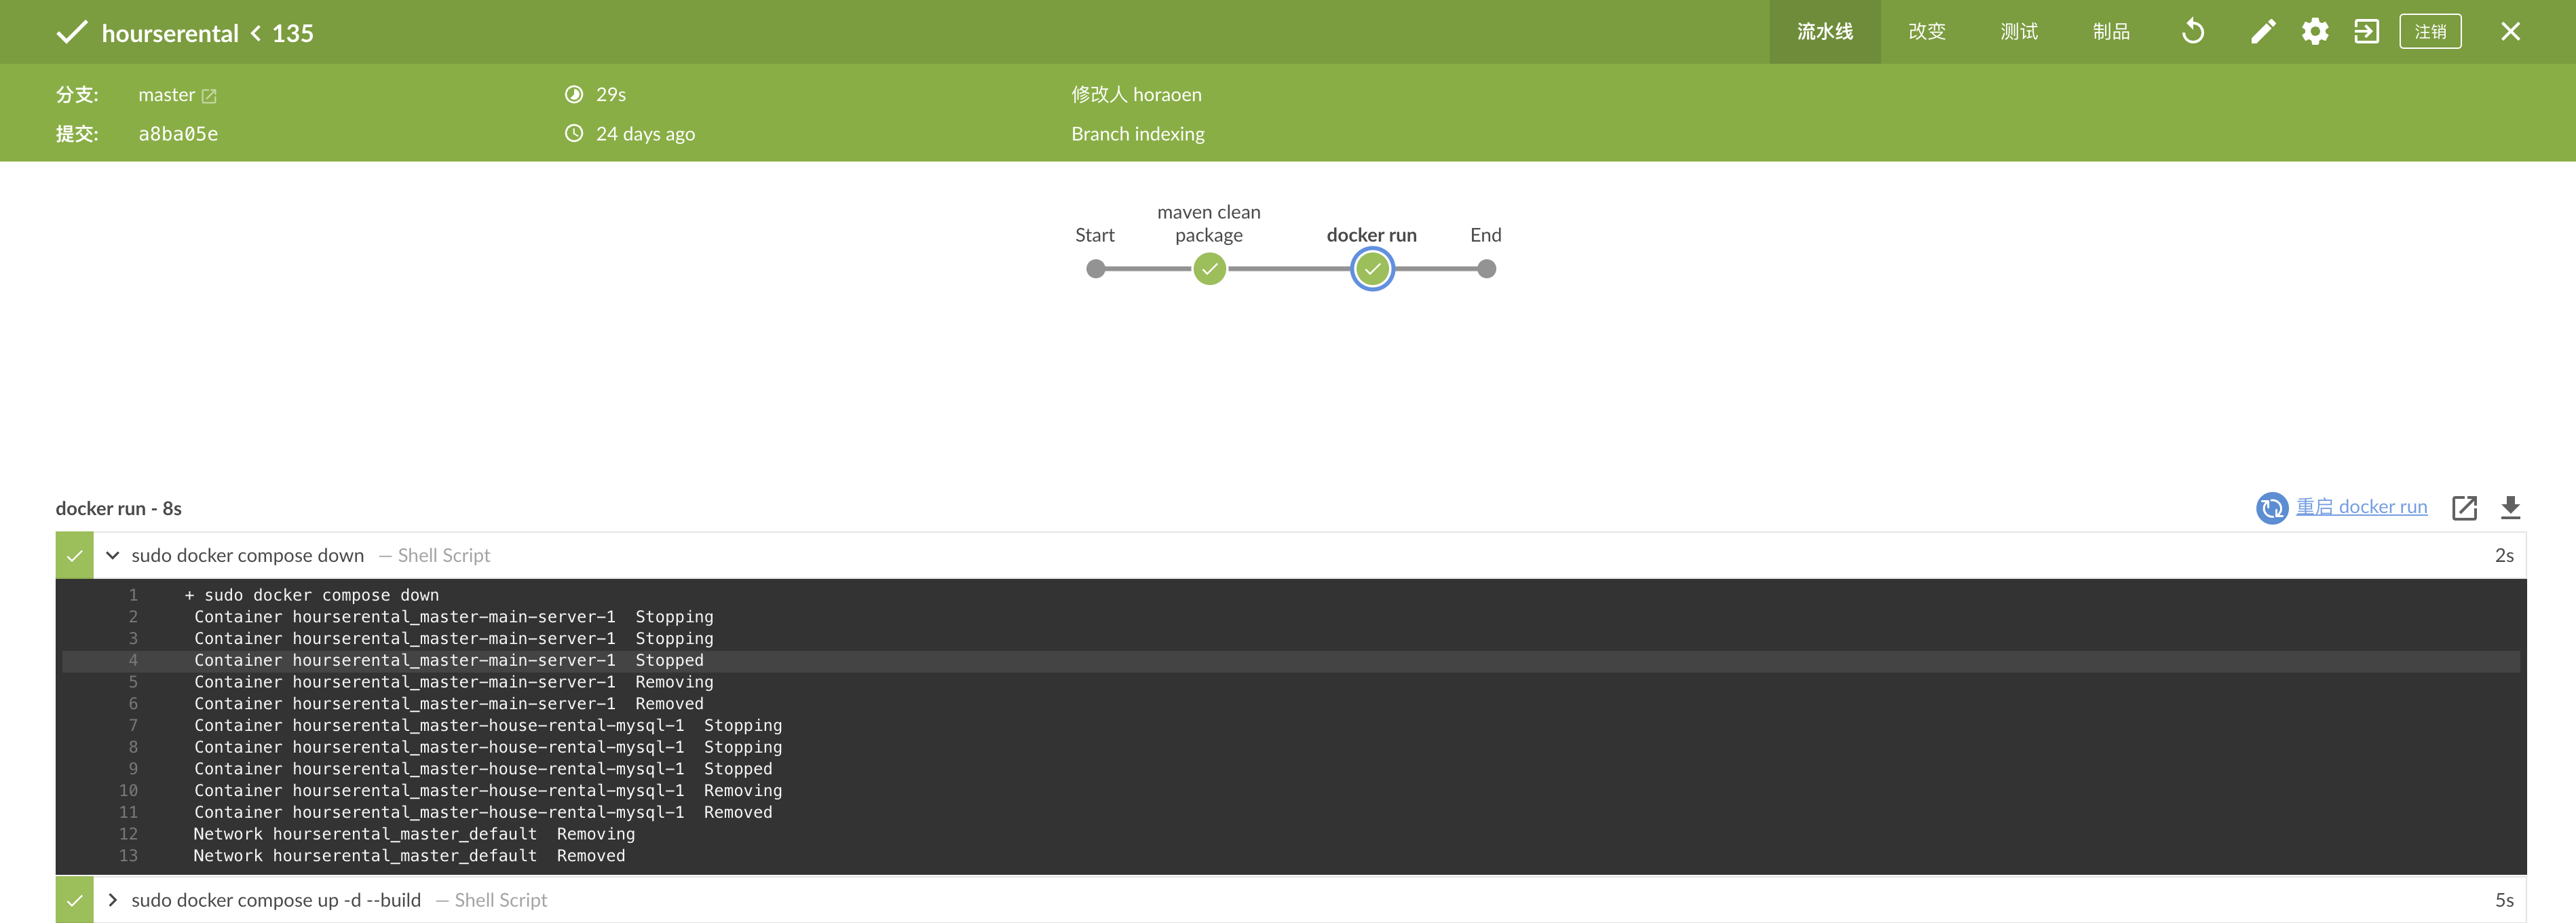 hourserental < 135
流水线 改变 测试 制品 注销
分支: master 29s 修改人 horaoen
提交: a8ba05e 24 days ago Branch indexing
maven clean
Start package docker run End
docker run - 8s 重启 docker run
sudo docker compose down — Shell Script 2s
1 + sudo docker compose down
2 Container hourserental_master-main-server-1 Stopping
3 Container hourserental_master-main-server-1 Stopping
4 Container hourserental_master-main-server-1 Stopped
5 Container hourserental_master-main-server-1 Removing
6 Container hourserental_master-main-server-1 Removed
7 Container hourserental_master-house-rental-mysql-1 Stopping
8 Container hourserental_master-house-rental-mysql-1 Stopping
9 Container hourserental_master-house-rental-mysql-1 Stopped
10 Container hourserental_master-house-rental-mysql-1 Removing
11 Container hourserental_master-house-rental-mysql-1 Removed
12 Network hourserental_master_default Removing
13 Network hourserental_master_default Removed
sudo docker compose up -d --build — Shell Script 5s